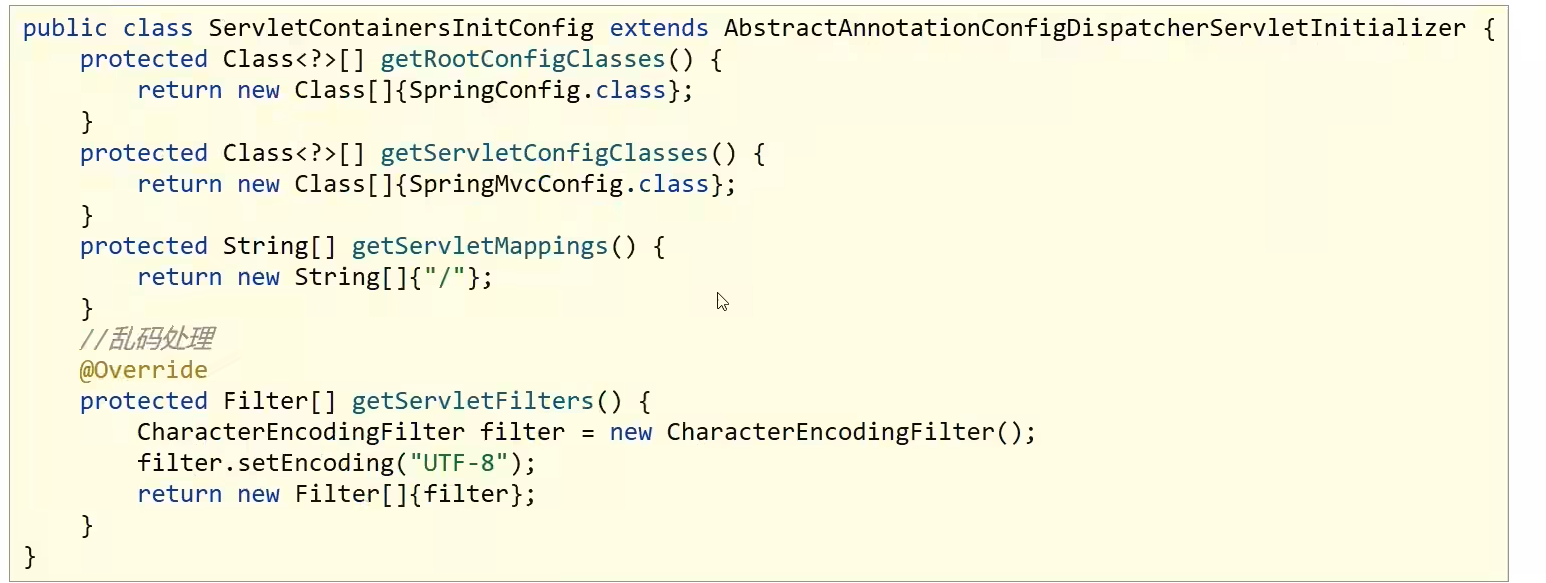 public class ServletContainersInitConfig extends AbstractAnnotationConfigDispatcherServletInitializer {
    protected Class<?>[] getRootConfigClasses() {
        return new Class[]{SpringConfig.class};
    }
    protected Class<?>[] getServletConfigClasses() {
        return new Class[]{SpringMvcConfig.class};
    }
    protected String[] getServletMappings() {
        return new String[]{"/"};
    }
    //乱码处理
    @Override
    protected Filter[] getServletFilters() {
        CharacterEncodingFilter filter = new CharacterEncodingFilter();
        filter.setEncoding("UTF-8");
        return new Filter[]{filter};
    }
}